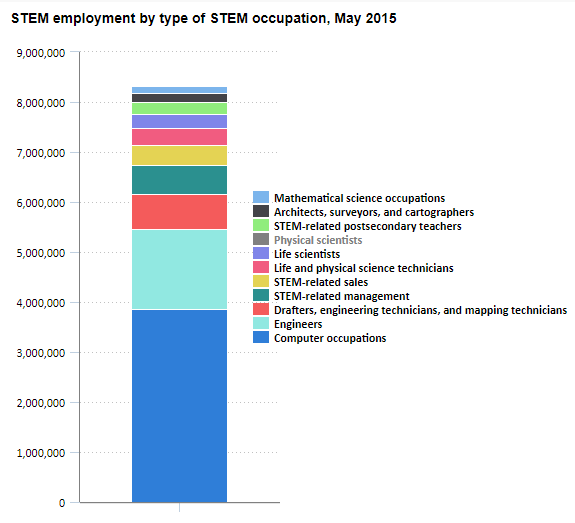 STEM employment by type of STEM occupation, May 2015
9,000,000
8,000,000
7,000,000
6,000,000
5,000,000
4,000,000
3,000,000
2,000,000
1,000,000
0
Mathematical science occupations
Architects, surveyors, and cartographers
STEM-related postsecondary teachers
Physical scientists
Life scientists
Life and physical science technicians
STEM-related sales
STEM-related management
Drafters, engineering technicians, and mapping technicians
Engineers
Computer occupations